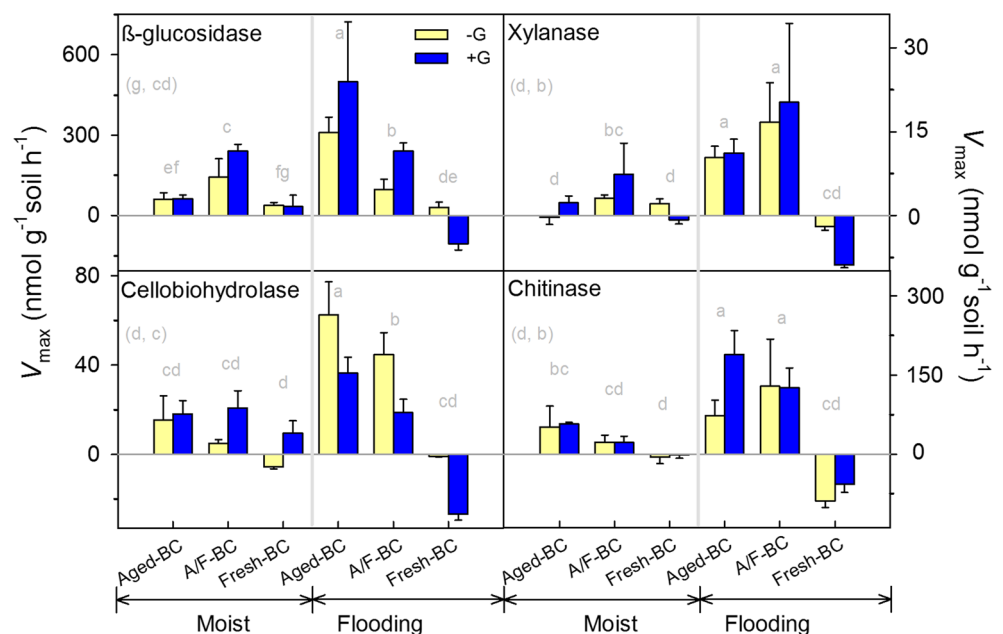 ß-glucosidase
-G
+G
Xylanase
600
300
0
(g, cd)
ef
c
fg
a
b
de
(d, b)
d
bc
d
a
a
cd
30
15
0
Vmax (nmol g-1 soil h-1)
Vmax (nmol g-1 soil h-1)
Cellobiohydrolase
Chitinase
80
40
0
(d, c)
cd
cd
d
a
b
cd
(d, b)
bc
cd
d
a
a
cd
300
150
0
Aged-BC
A/F-BC
Fresh-BC
Aged-BC
A/F-BC
Fresh-BC
Aged-BC
A/F-BC
Fresh-BC
Aged-BC
A/F-BC
Fresh-BC
Moist
Flooding
Moist
Flooding